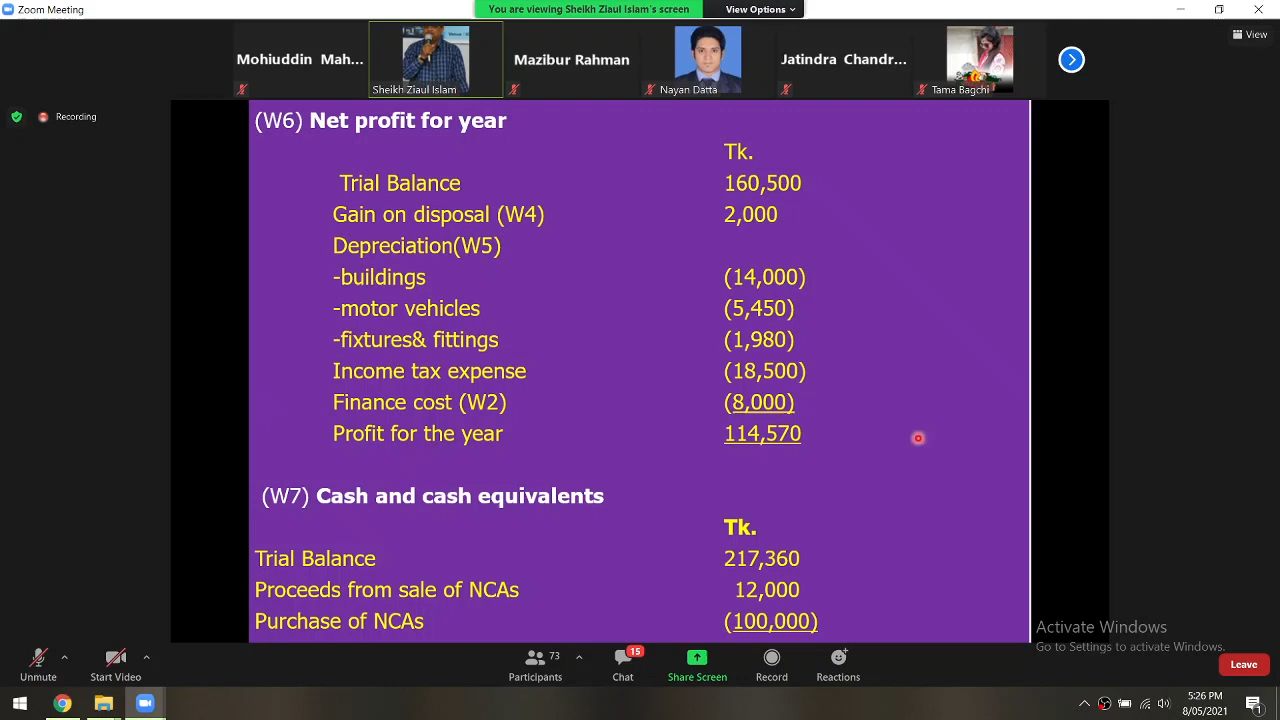 Zoom Meeting
You are viewing Sheikh Ziaul Islam's screen
View Options
Mohiuddin Mah...
Sheikh Ziaul Islam
Mazibur Rahman
Nayan Datta
Jatindra Chandr...
Tama Bagchi
View
Recording
(W6) Net profit for year
Tk.
Trial Balance 160,500
Gain on disposal (W4) 2,000
Depreciation(W5)
-buildings (14,000)
-motor vehicles (5,450)
-fixtures& fittings (1,980)
Income tax expense (18,500)
Finance cost (W2) (8,000)
Profit for the year 114,570
(W7) Cash and cash equivalents
Tk.
Trial Balance 217,360
Proceeds from sale of NCAs 12,000
Purchase of NCAs (100,000)
Activate Windows
Go to Settings to activate Windows.
Unmute
Start Video
73
Participants
15
Chat
Share Screen
Record
Reactions
Leave
5:26 PM
8/05/2021